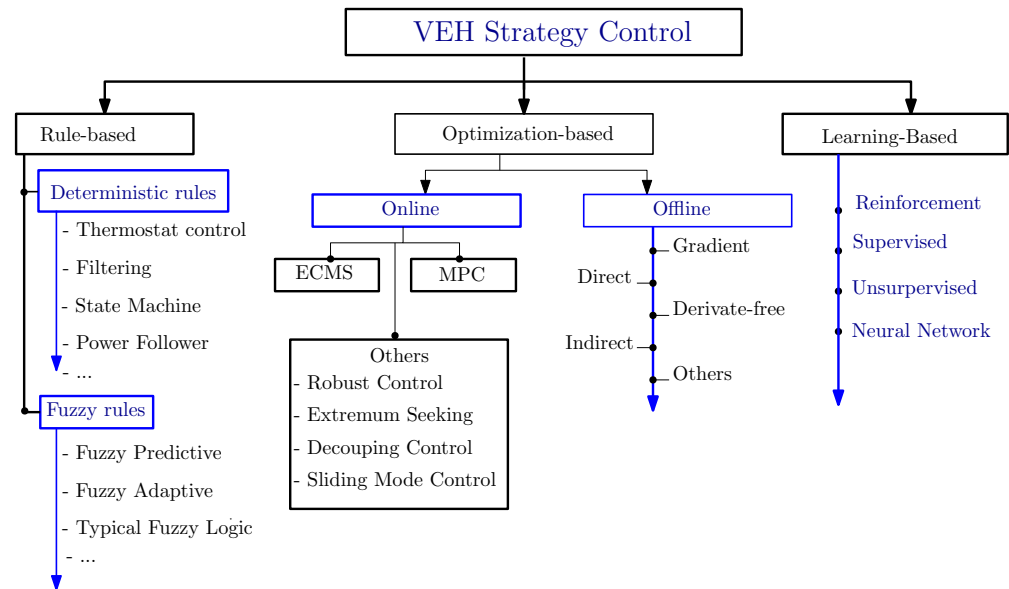 VEH Strategy Control
Rule-based
Optimization-based
Learning-Based
Deterministic rules
- Thermostat control
- Filtering
- State Machine
- Power Follower
- ...
Fuzzy rules
- Fuzzy Predictive
- Fuzzy Adaptive
- Typical Fuzzy Logic
- ...
Online
ECMS
MPC
Others
- Robust Control
- Extremum Seeking
- Decouping Control
- Sliding Mode Control
Offline
Gradient
Direct
Derivate-free
Indirect
Others
Reinforcement
Supervised
Unsurpervised
Neural Network